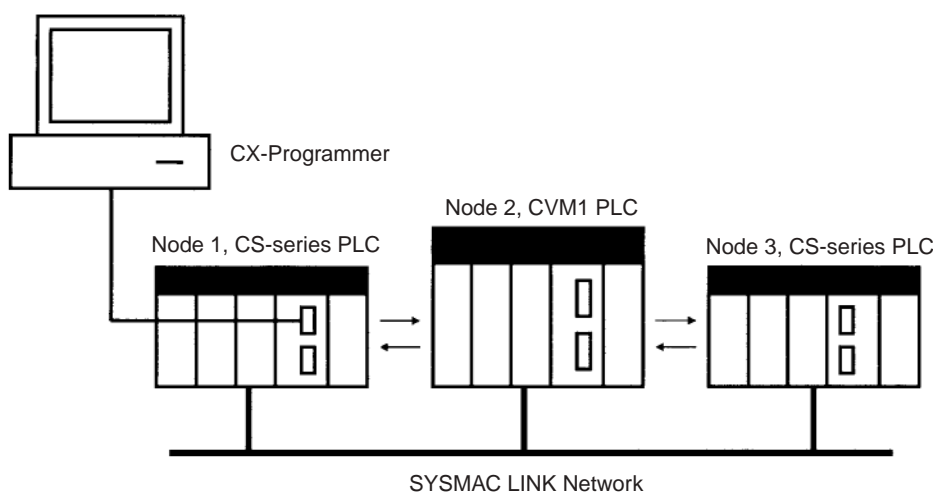 CX-Programmer
Node 2, CVM1 PLC
Node 1, CS-series PLC
Node 3, CS-series PLC
SYSMAC LINK Network